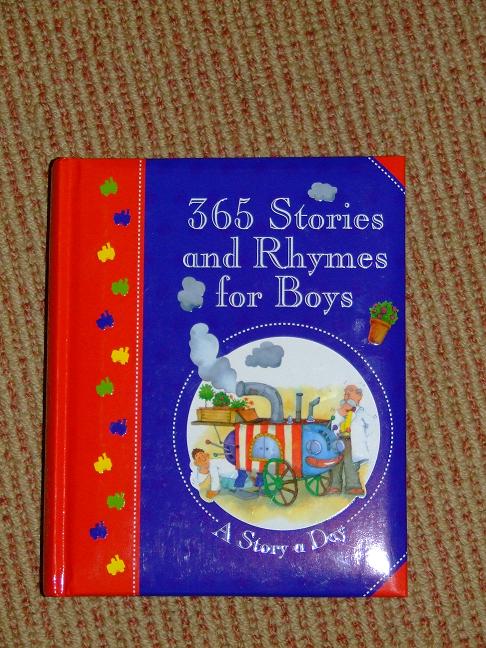 365 Stories
and Rhymes
for Boys
A Story a Day